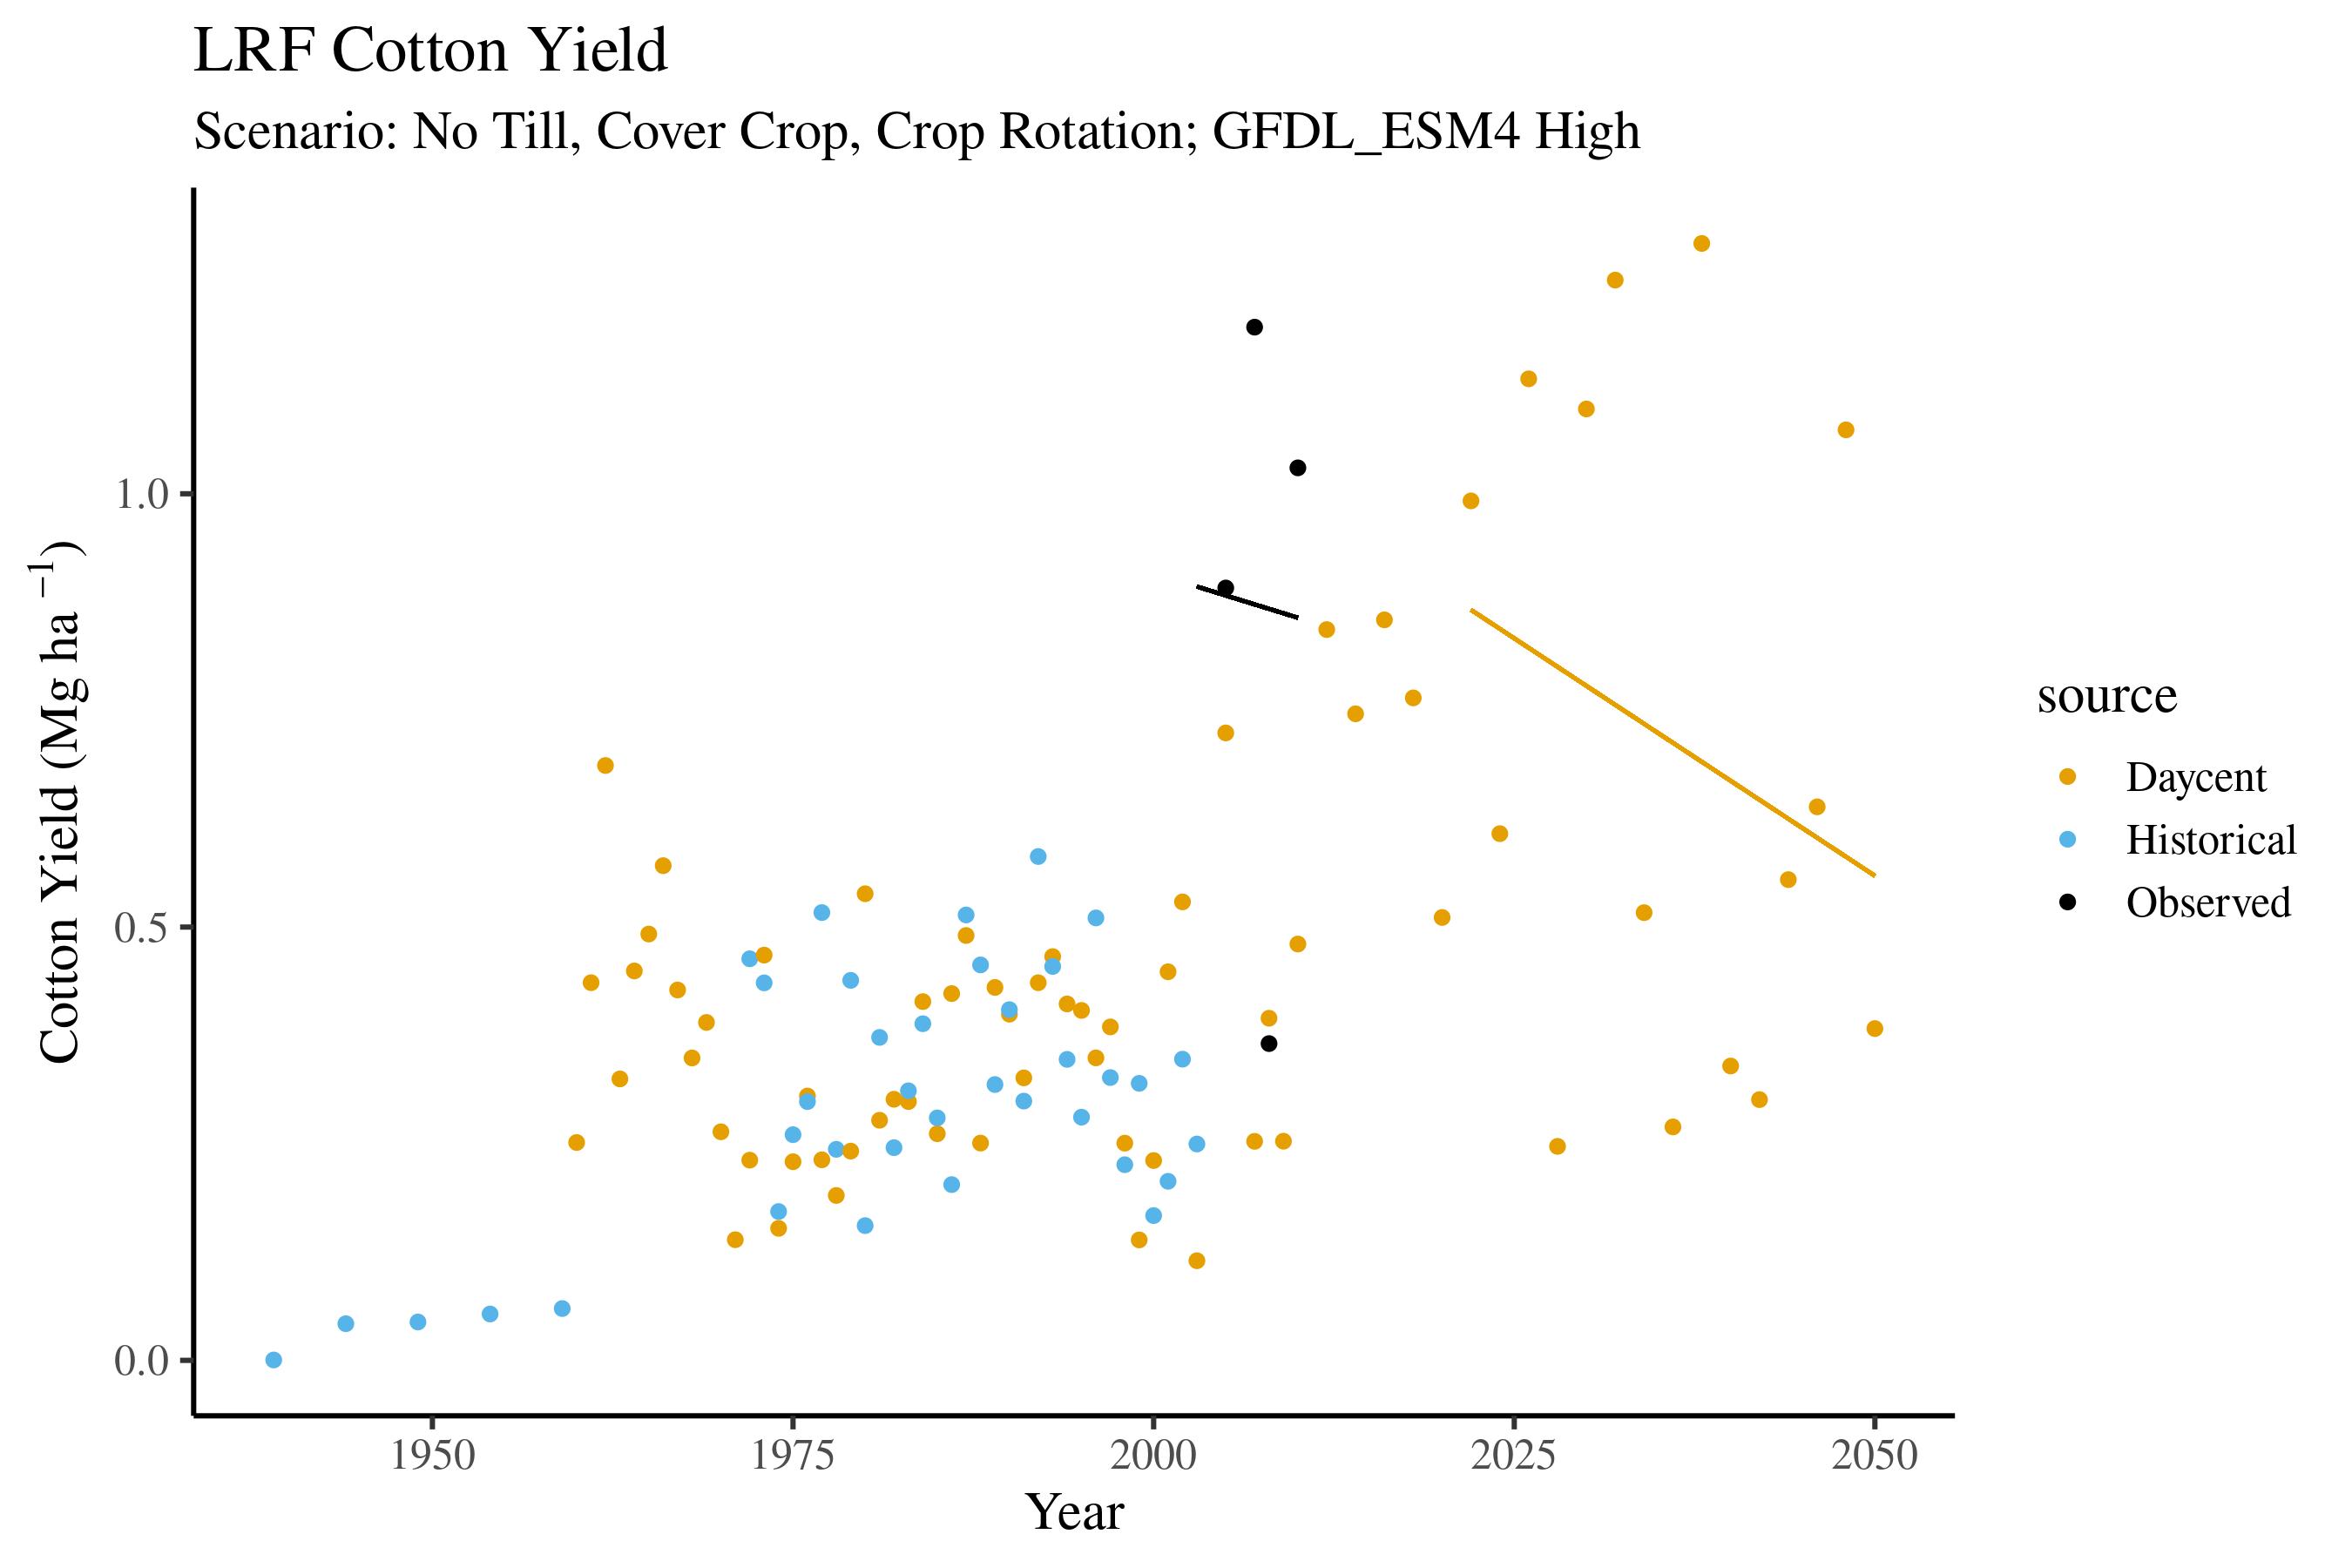 LRF Cotton Yield
Scenario: No Till, Cover Crop, Crop Rotation; GFDL_ESM4 High
Cotton Yield (Mg ha −1)
1.0
0.5
0.0
1950 1975 2000 2025 2050
Year
source
Daycent
Historical
Observed